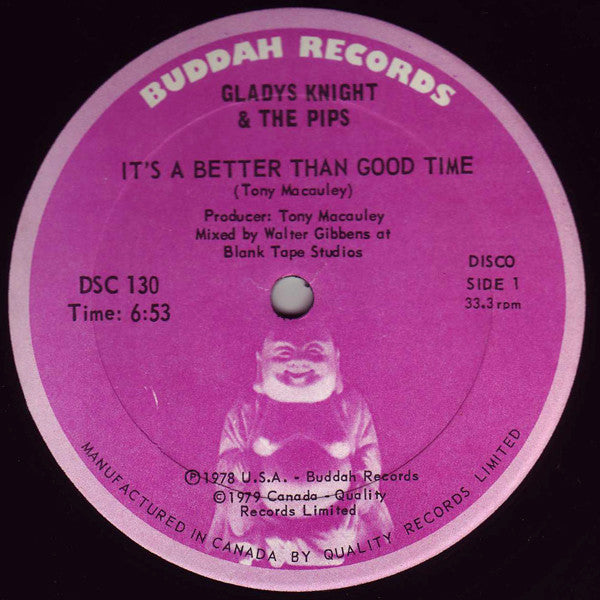 BUDDAH RECORDS
GLADYS KNIGHT
& THE PIPS
IT'S A BETTER THAN GOOD TIME
(Tony Macauley)
Producer: Tony Macauley
Mixed by Walter Gibbens at
Blank Tape Studios
DSC 130
Time: 6:53
DISCO
SIDE 1
33.3 rpm
℗1978 U.S.A. - Buddah Records
©1979 Canada - Quality
Records Limited
MANUFACTURED IN CANADA BY QUALITY RECORDS LIMITED